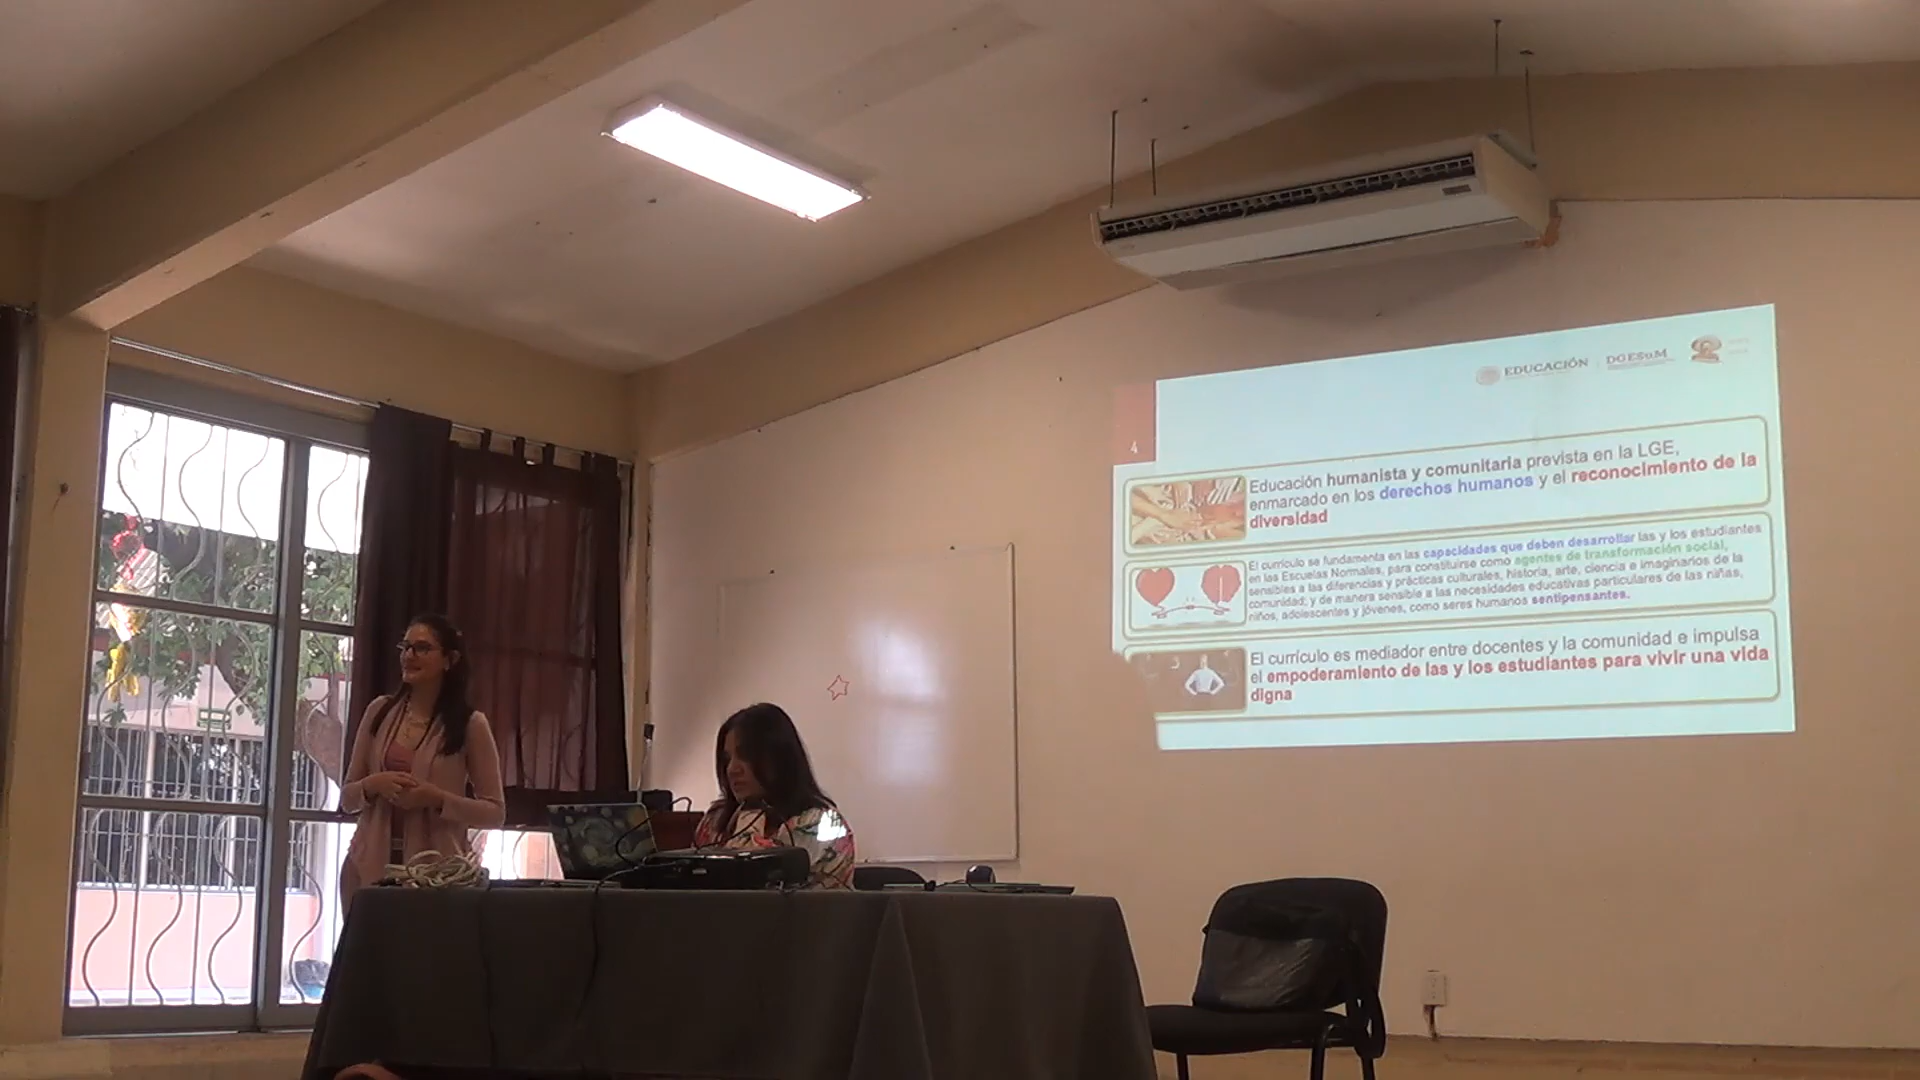 EDUCACIÓN
DGESuM
4
Educación humanista y comunitaria prevista en la LGE,
enmarcado en los derechos humanos y el reconocimiento de la
diversidad
El currículo se fundamenta en las capacidades que deben desarrollar las y los estudiantes
en las Escuelas Normales, para constituirse como agentes de transformación social,
sensibles a las diferencias y prácticas culturales, historia, arte, ciencia e imaginarios de la
comunidad; y de manera sensible a las necesidades educativas particulares de las niñas,
niños, adolescentes y jóvenes, como seres humanos sentipensantes.
El currículo es mediador entre docentes y la comunidad e impulsa
el empoderamiento de las y los estudiantes para vivir una vida
digna